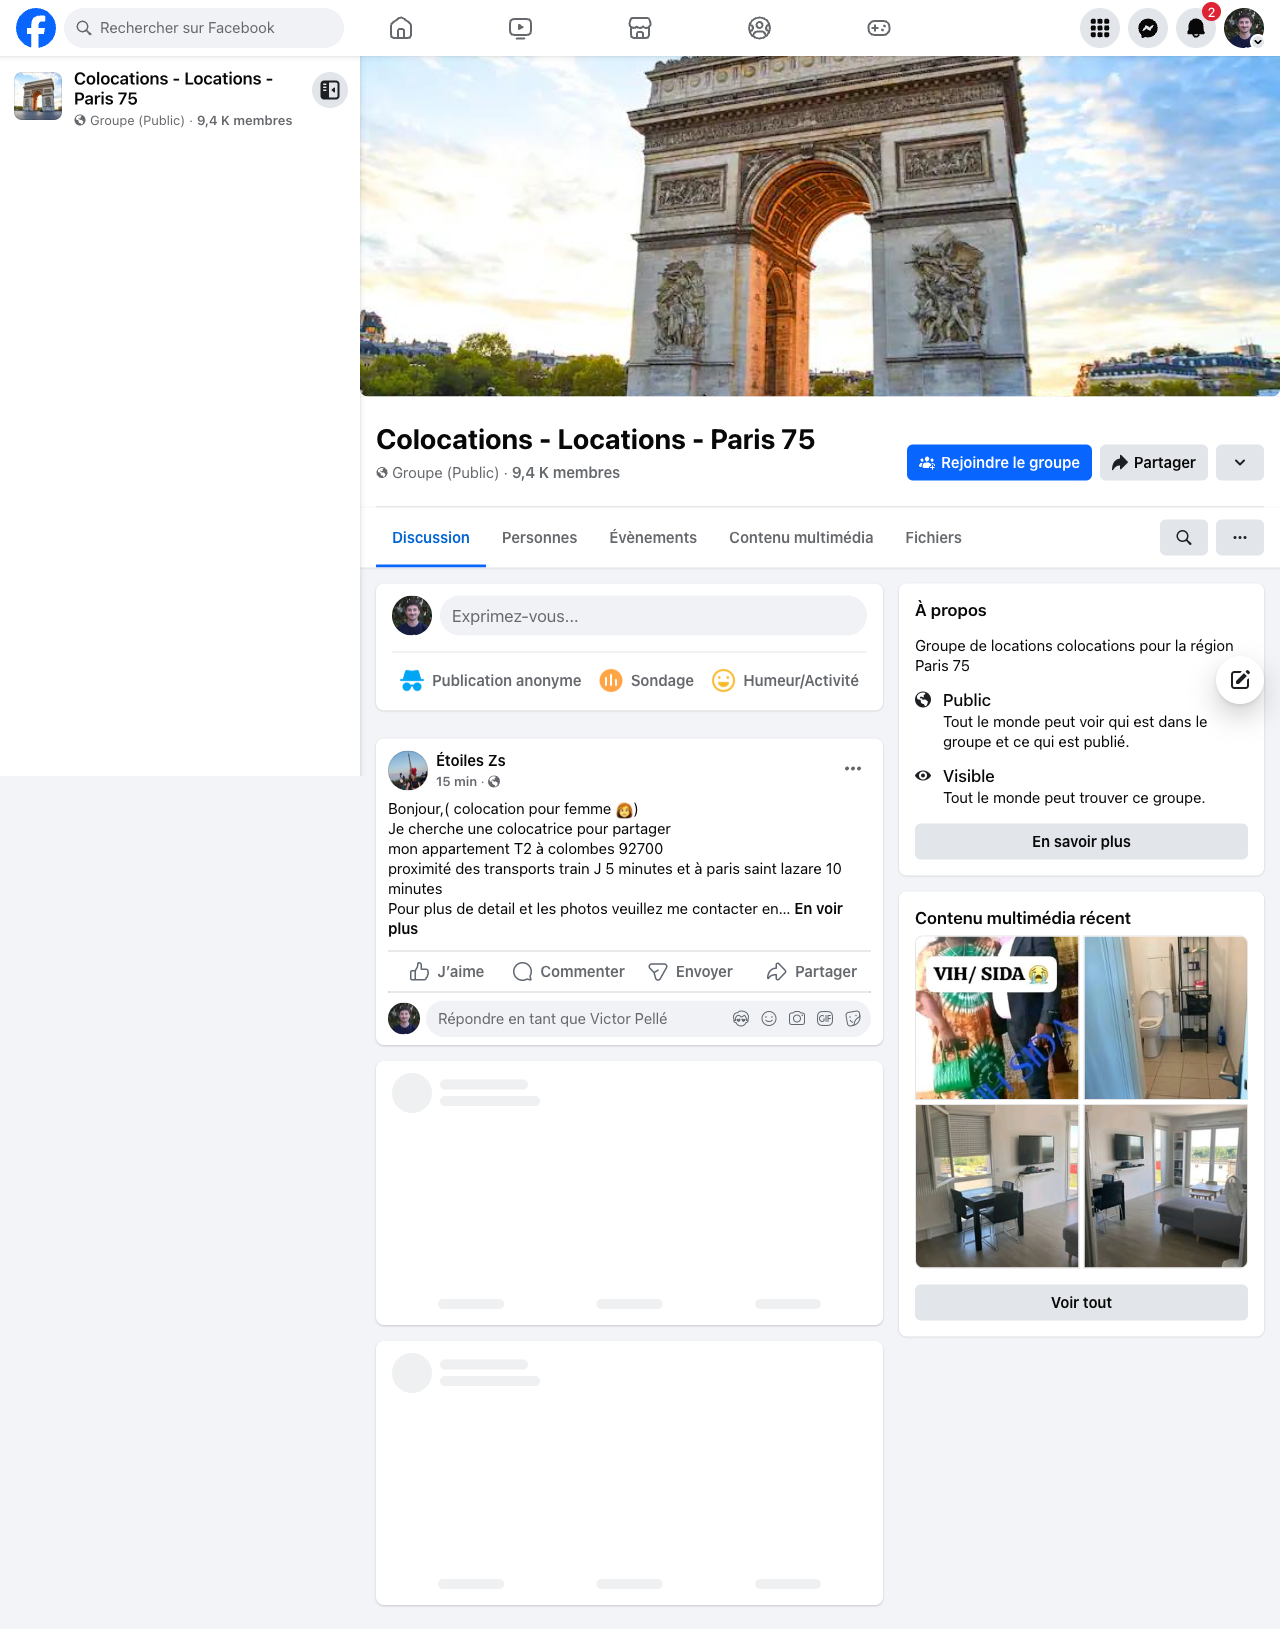 Rechercher sur Facebook
2
Colocations - Locations -
Paris 75
Groupe (Public) · 9,4 K membres
Colocations - Locations - Paris 75
Groupe (Public) · 9,4 K membres
Rejoindre le groupe
Partager
Discussion
Personnes
Évènements
Contenu multimédia
Fichiers
Exprimez-vous...
Publication anonyme
Sondage
Humeur/Activité
Étoiles Zs
15 min ·
Bonjour,( colocation pour femme 👩)
Je cherche une colocatrice pour partager
mon appartement T2 à colombes 92700
proximité des transports train J 5 minutes et à paris saint lazare 10
minutes
Pour plus de detail et les photos veuillez me contacter en... En voir
plus
J'aime
Commenter
Envoyer
Partager
Répondre en tant que Victor Pellé
GIF
À propos
Groupe de locations colocations pour la région
Paris 75
Public
Tout le monde peut voir qui est dans le
groupe et ce qui est publié.
Visible
Tout le monde peut trouver ce groupe.
En savoir plus
Contenu multimédia récent
VIH/ SIDA 😭
VIH SIDA
Voir tout